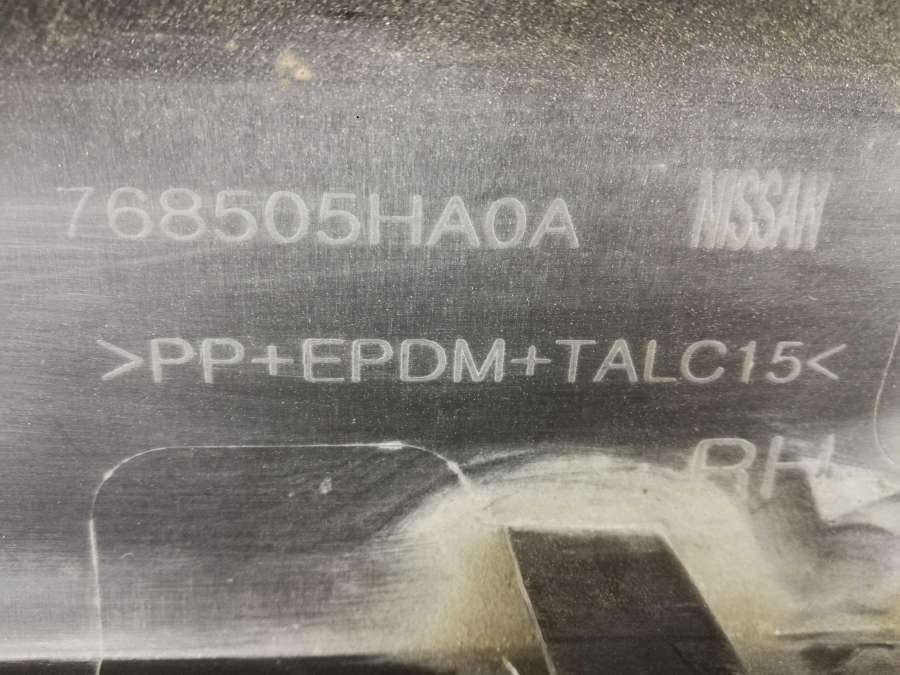 768505HA0A NISSAN
>PP+EPDM+TALC15<
RH